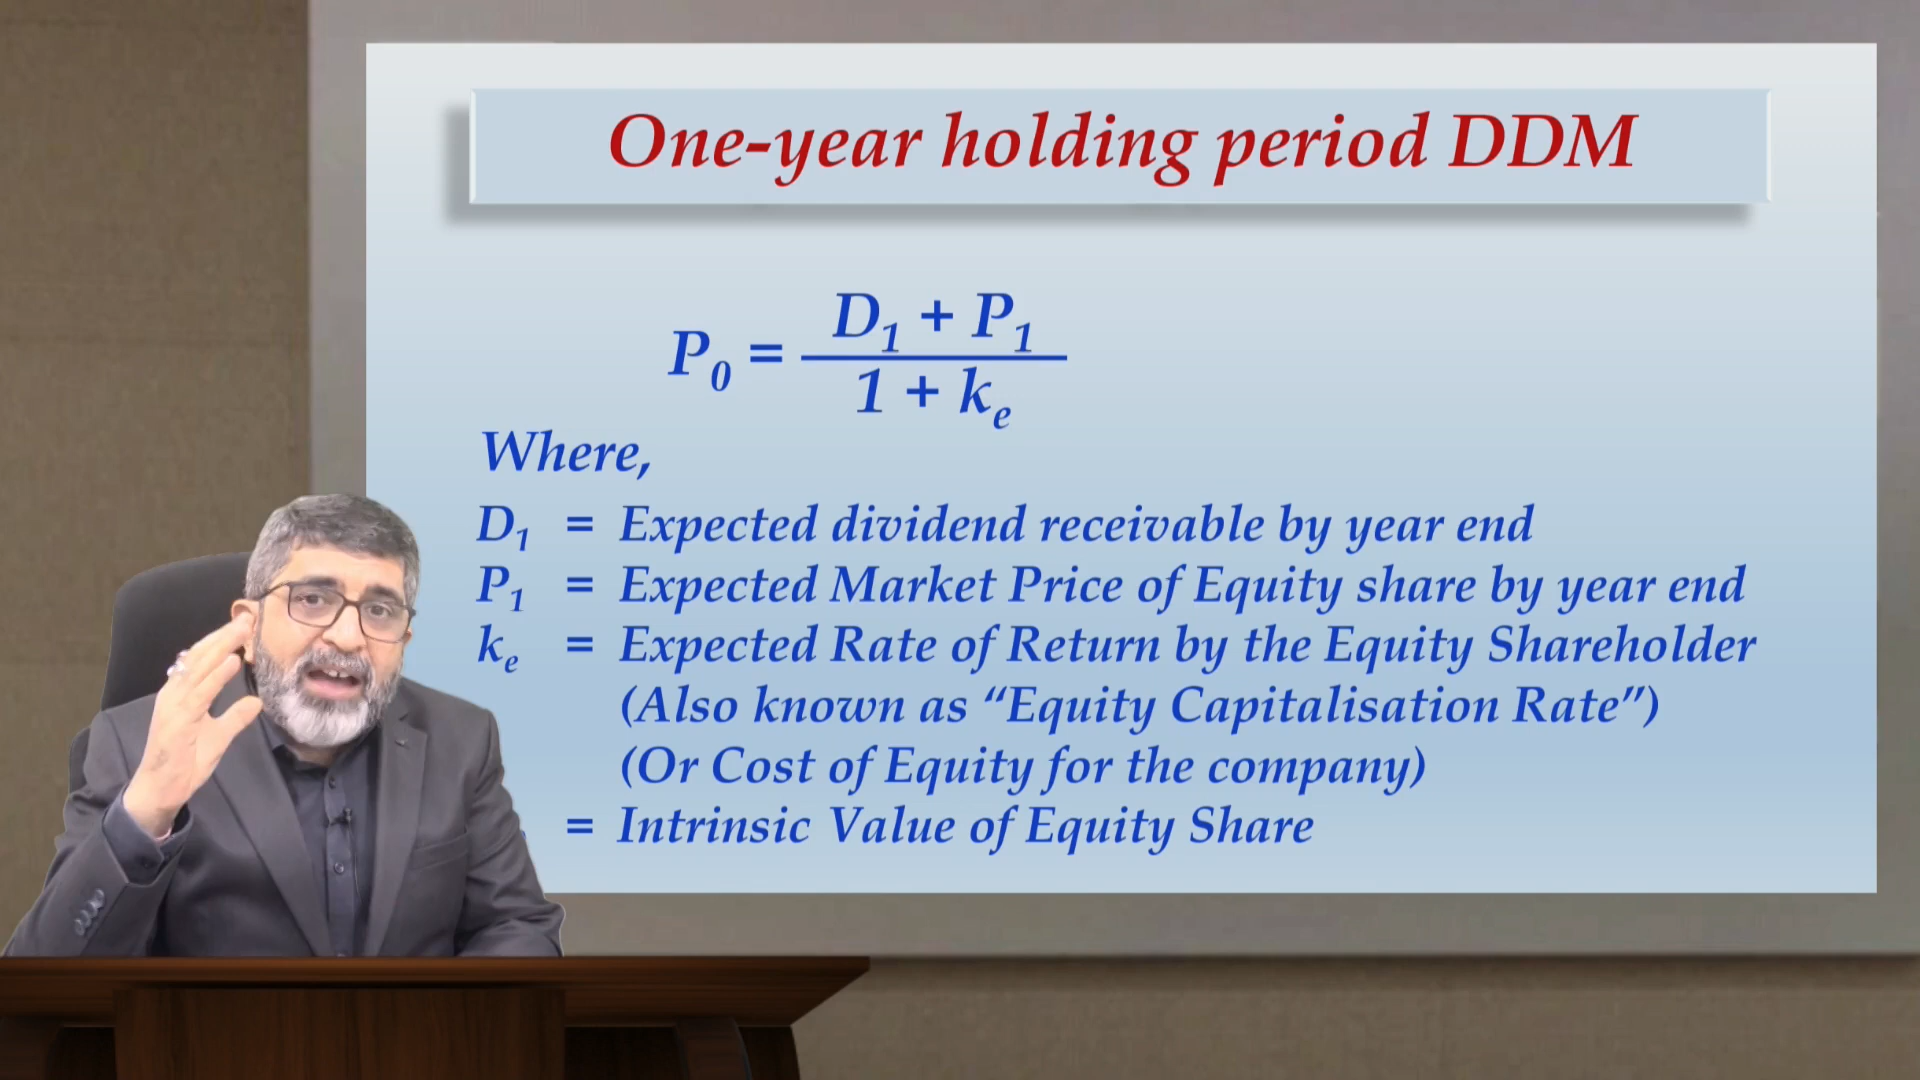 One-year holding period DDM
P₀ = (D₁ + P₁) / (1 + kₑ)
Where,
D₁ = Expected dividend receivable by year end
P₁ = Expected Market Price of Equity share by year end
kₑ = Expected Rate of Return by the Equity Shareholder
(Also known as “Equity Capitalisation Rate”)
(Or Cost of Equity for the company)
= Intrinsic Value of Equity Share